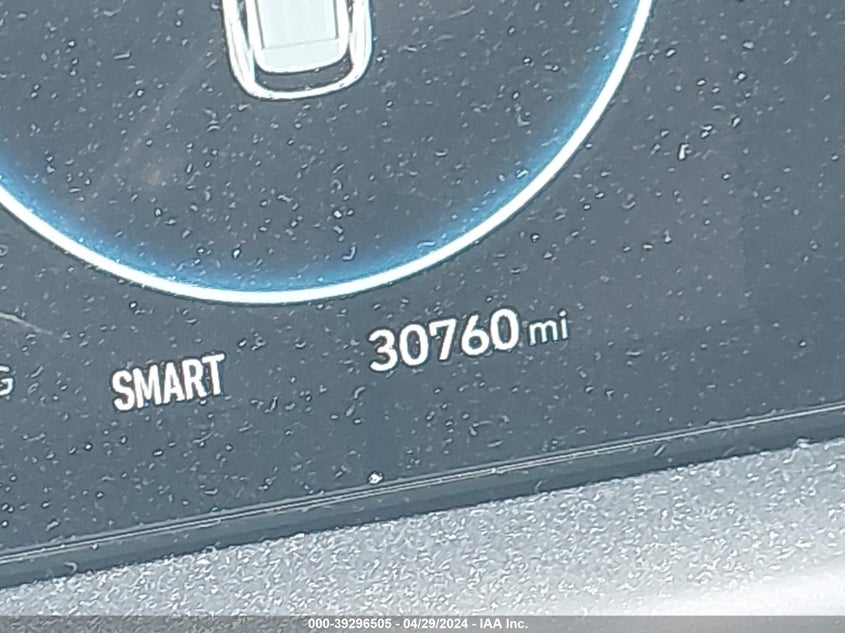 30760 mi
G
SMART
000-39296505 - 04/29/2024 - IAA Inc.